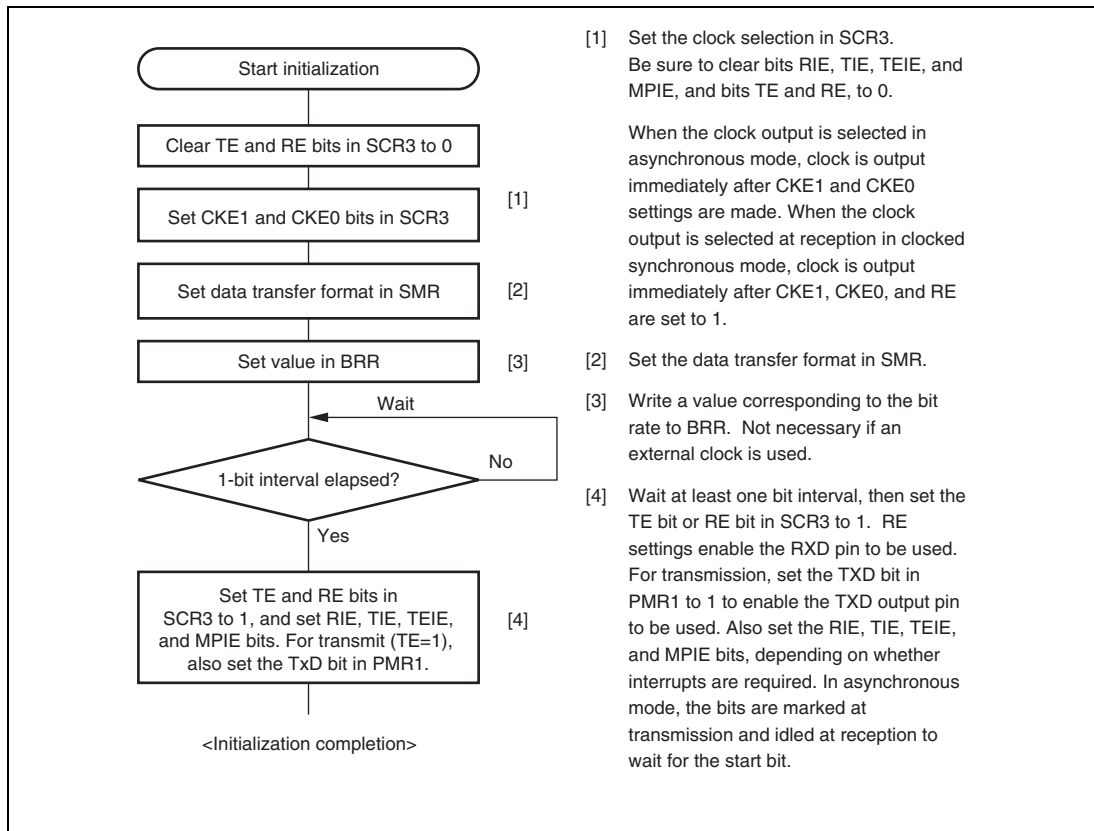 Start initialization
Clear TE and RE bits in SCR3 to 0
Set CKE1 and CKE0 bits in SCR3
[1]
Set data transfer format in SMR
[2]
Set value in BRR
[3]
Wait
1-bit interval elapsed?
No
Yes
Set TE and RE bits in
SCR3 to 1, and set RIE, TIE, TEIE,
and MPIE bits. For transmit (TE=1),
also set the TxD bit in PMR1.
[4]
<Initialization completion>
[1] Set the clock selection in SCR3.
Be sure to clear bits RIE, TIE, TEIE, and
MPIE, and bits TE and RE, to 0.
When the clock output is selected in
asynchronous mode, clock is output
immediately after CKE1 and CKE0
settings are made. When the clock
output is selected at reception in clocked
synchronous mode, clock is output
immediately after CKE1, CKE0, and RE
are set to 1.
[2] Set the data transfer format in SMR.
[3] Write a value corresponding to the bit
rate to BRR. Not necessary if an
external clock is used.
[4] Wait at least one bit interval, then set the
TE bit or RE bit in SCR3 to 1. RE
settings enable the RXD pin to be used.
For transmission, set the TXD bit in
PMR1 to 1 to enable the TXD output pin
to be used. Also set the RIE, TIE, TEIE,
and MPIE bits, depending on whether
interrupts are required. In asynchronous
mode, the bits are marked at
transmission and idled at reception to
wait for the start bit.